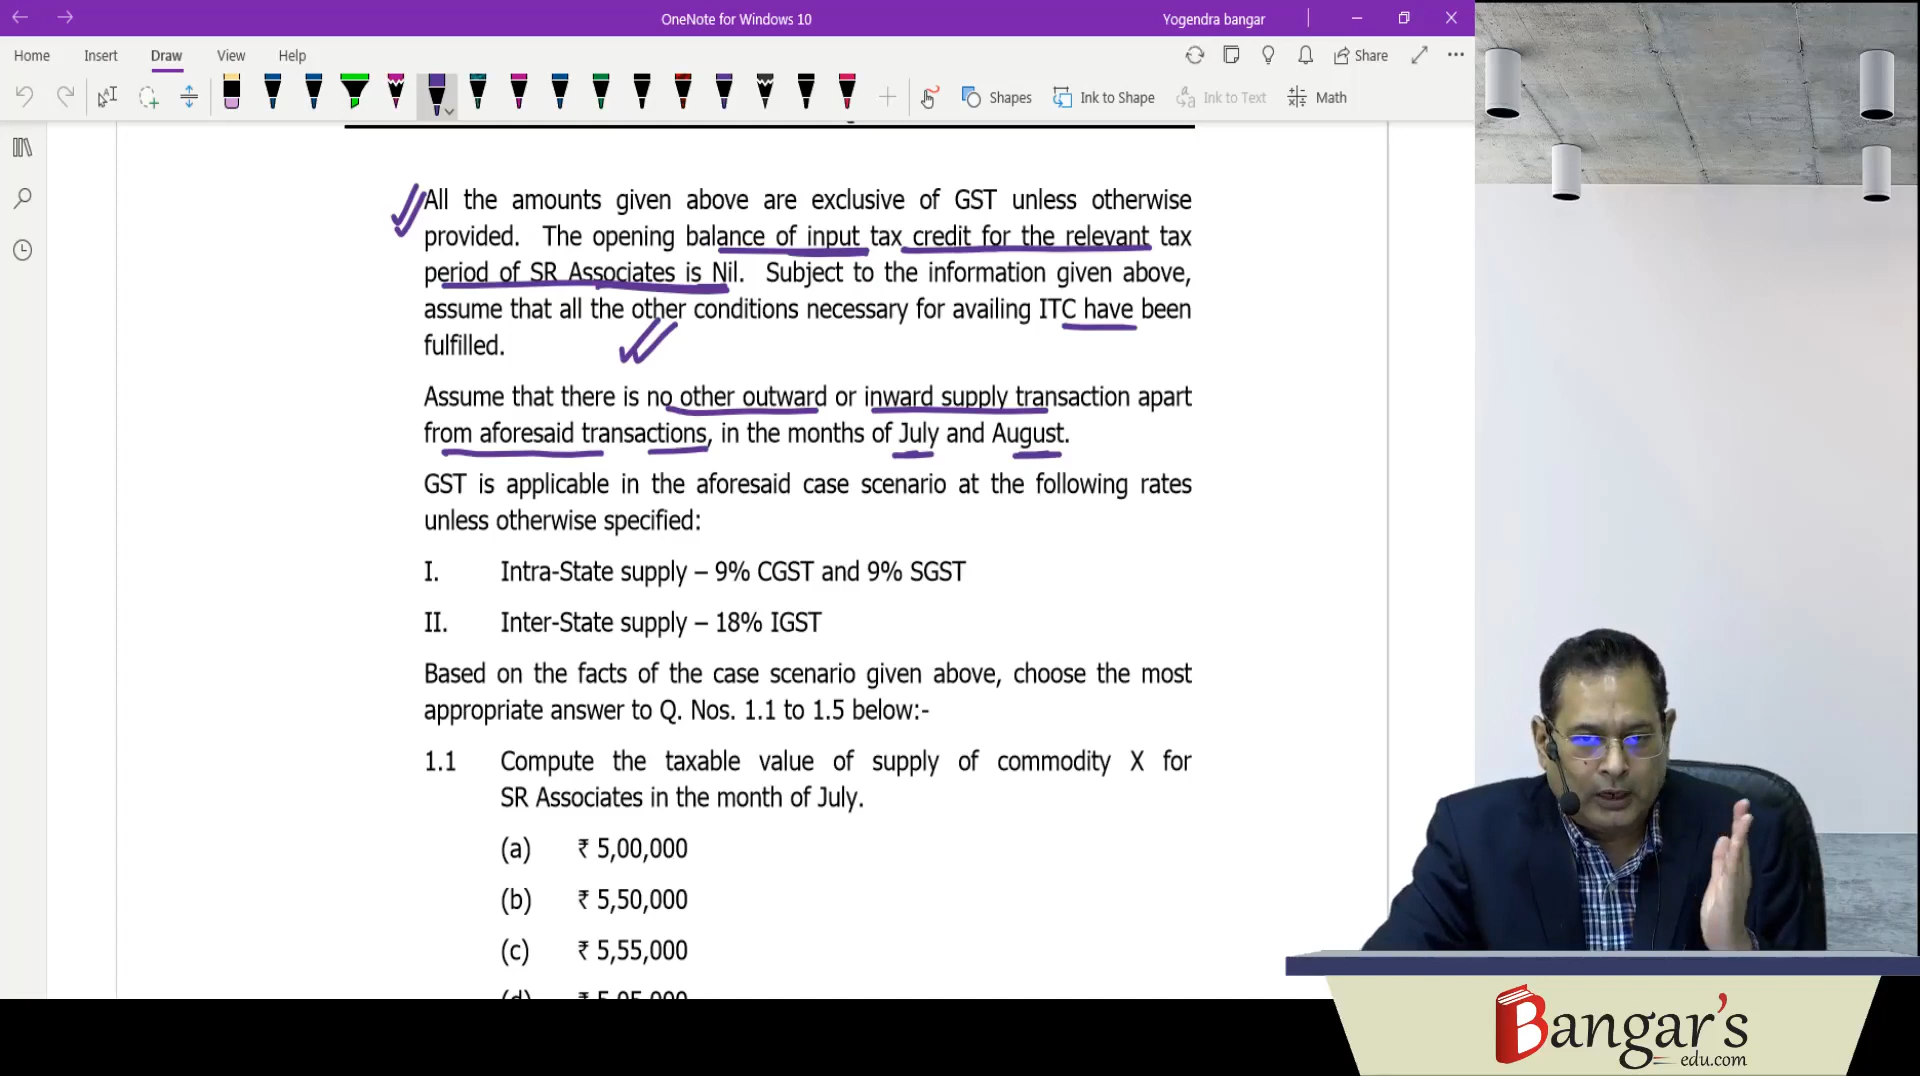 OneNote for Windows 10
Yogendra bangar
Home Insert Draw View Help
Share
Shapes Ink to Shape Ink to Text Math
All the amounts given above are exclusive of GST unless otherwise
provided. The opening balance of input tax credit for the relevant tax
period of SR Associates is Nil. Subject to the information given above,
assume that all the other conditions necessary for availing ITC have been
fulfilled.
Assume that there is no other outward or inward supply transaction apart
from aforesaid transactions, in the months of July and August.
GST is applicable in the aforesaid case scenario at the following rates
unless otherwise specified:
I. Intra-State supply – 9% CGST and 9% SGST
II. Inter-State supply – 18% IGST
Based on the facts of the case scenario given above, choose the most
appropriate answer to Q. Nos. 1.1 to 1.5 below:-
1.1 Compute the taxable value of supply of commodity X for
SR Associates in the month of July.
(a) ₹ 5,00,000
(b) ₹ 5,50,000
(c) ₹ 5,55,000
Bangar's
edu.com